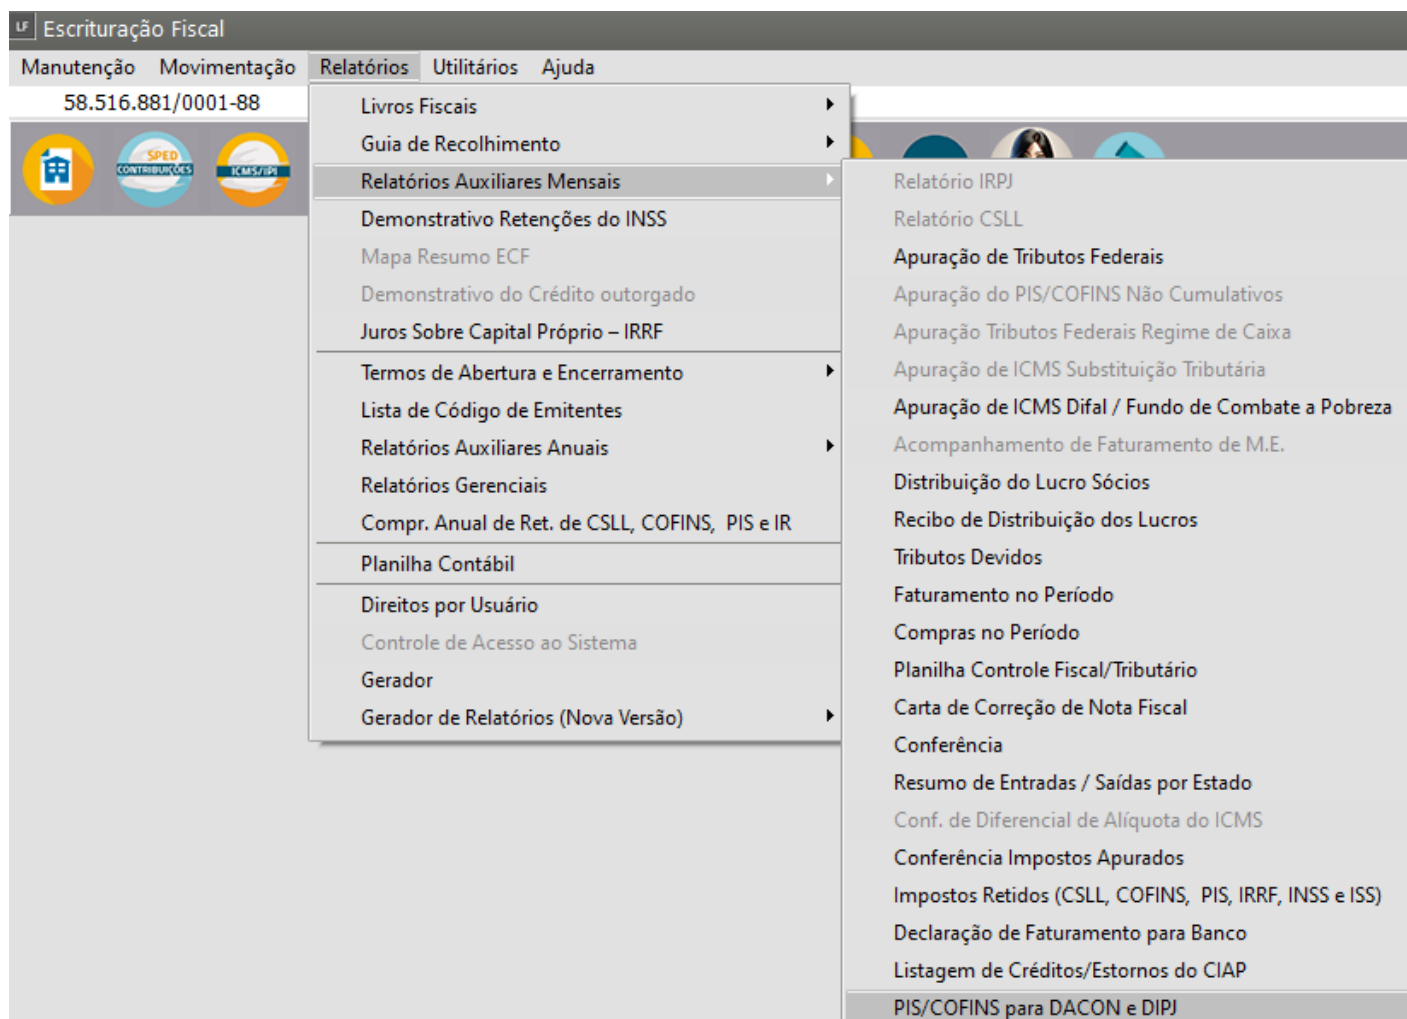 LF Escrituração Fiscal
Manutenção Movimentação Relatórios Utilitários Ajuda
58.516.881/0001-88
SPED
CONTRIBUIÇÕES
ICMS/IPI
Livros Fiscais
Guia de Recolhimento
Relatórios Auxiliares Mensais
Demonstrativo Retenções do INSS
Mapa Resumo ECF
Demonstrativo do Crédito outorgado
Juros Sobre Capital Próprio – IRRF
Termos de Abertura e Encerramento
Lista de Código de Emitentes
Relatórios Auxiliares Anuais
Relatórios Gerenciais
Compr. Anual de Ret. de CSLL, COFINS, PIS e IR
Planilha Contábil
Direitos por Usuário
Controle de Acesso ao Sistema
Gerador
Gerador de Relatórios (Nova Versão)
Relatório IRPJ
Relatório CSLL
Apuração de Tributos Federais
Apuração do PIS/COFINS Não Cumulativos
Apuração Tributos Federais Regime de Caixa
Apuração de ICMS Substituição Tributária
Apuração de ICMS Difal / Fundo de Combate a Pobreza
Acompanhamento de Faturamento de M.E.
Distribuição do Lucro Sócios
Recibo de Distribuição dos Lucros
Tributos Devidos
Faturamento no Período
Compras no Período
Planilha Controle Fiscal/Tributário
Carta de Correção de Nota Fiscal
Conferência
Resumo de Entradas / Saídas por Estado
Conf. de Diferencial de Alíquota do ICMS
Conferência Impostos Apurados
Impostos Retidos (CSLL, COFINS, PIS, IRRF, INSS e ISS)
Declaração de Faturamento para Banco
Listagem de Créditos/Estornos do CIAP
PIS/COFINS para DACON e DIPJ